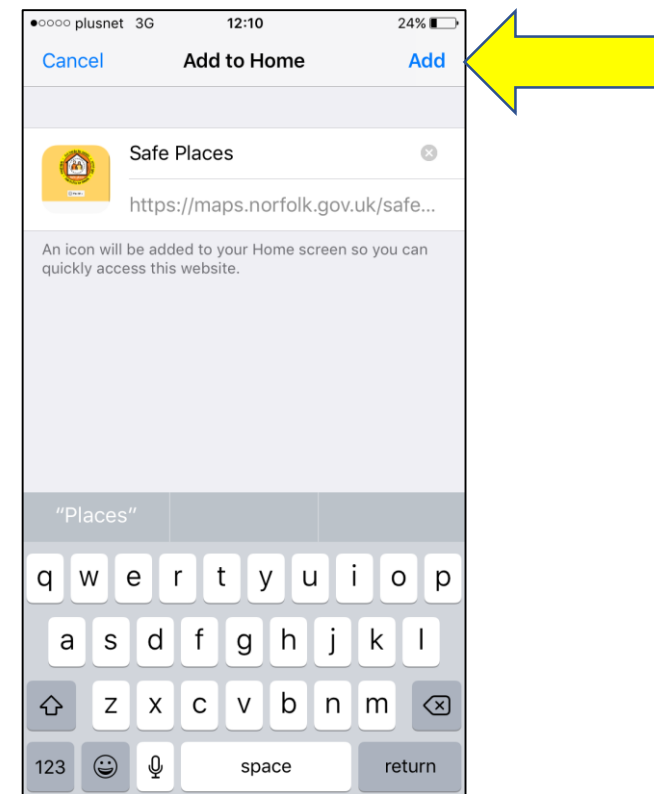 plusnet 3G 12:10 24%
Cancel Add to Home Add
Safe Places
https://maps.norfolk.gov.uk/safe...
An icon will be added to your Home screen so you can
quickly access this website.
“Places”
q w e r t y u i o p
a s d f g h j k l
z x c v b n m
123 space return